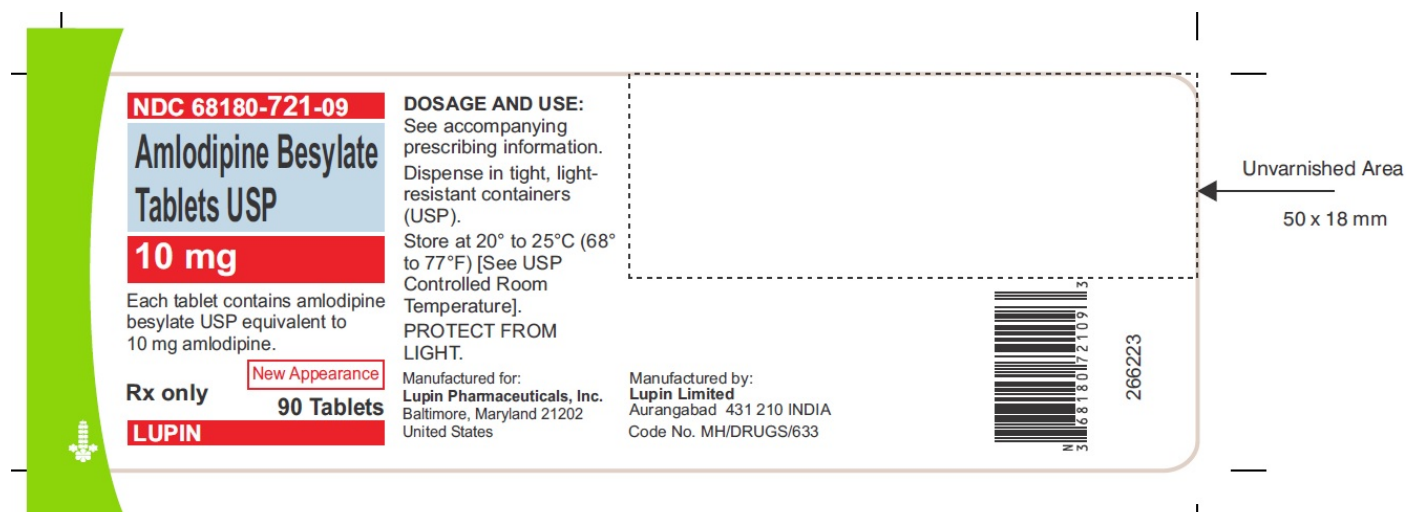 NDC 68180-721-09
Amlodipine Besylate
Tablets USP
10 mg
Each tablet contains amlodipine
besylate USP equivalent to
10 mg amlodipine.
New Appearance
Rx only
90 Tablets
LUPIN
DOSAGE AND USE:
See accompanying
prescribing information.
Dispense in tight, light-
resistant containers
(USP).
Store at 20° to 25°C (68°
to 77°F) [See USP
Controlled Room
Temperature].
PROTECT FROM
LIGHT.
Manufactured for:
Lupin Pharmaceuticals, Inc.
Baltimore, Maryland 21202
United States
Manufactured by:
Lupin Limited
Aurangabad 431 210 INDIA
Code No. MH/DRUGS/633
N
3 68180 72109 3
266223
Unvarnished Area
50 x 18 mm